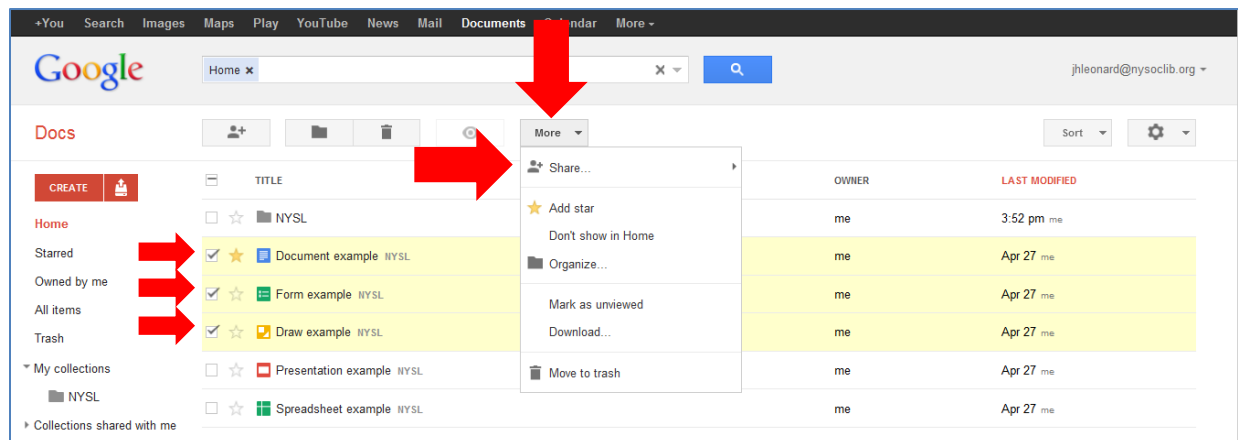 +You Search Images Maps Play YouTube News Mail Documents Calendar More
Google
Home × X
jhleonard@nysoclib.org
Docs
More
Sort
CREATE
TITLE OWNER LAST MODIFIED
Home
Starred
Owned by me
All items
Trash
My collections
NYSL
Collections shared with me
NYSL me 3:52 pm me
Document example NYSL me Apr 27 me
Form example NYSL me Apr 27 me
Draw example NYSL me Apr 27 me
Presentation example NYSL me Apr 27 me
Spreadsheet example NYSL me Apr 27 me
Share...
Add star
Don't show in Home
Organize...
Mark as unviewed
Download...
Move to trash